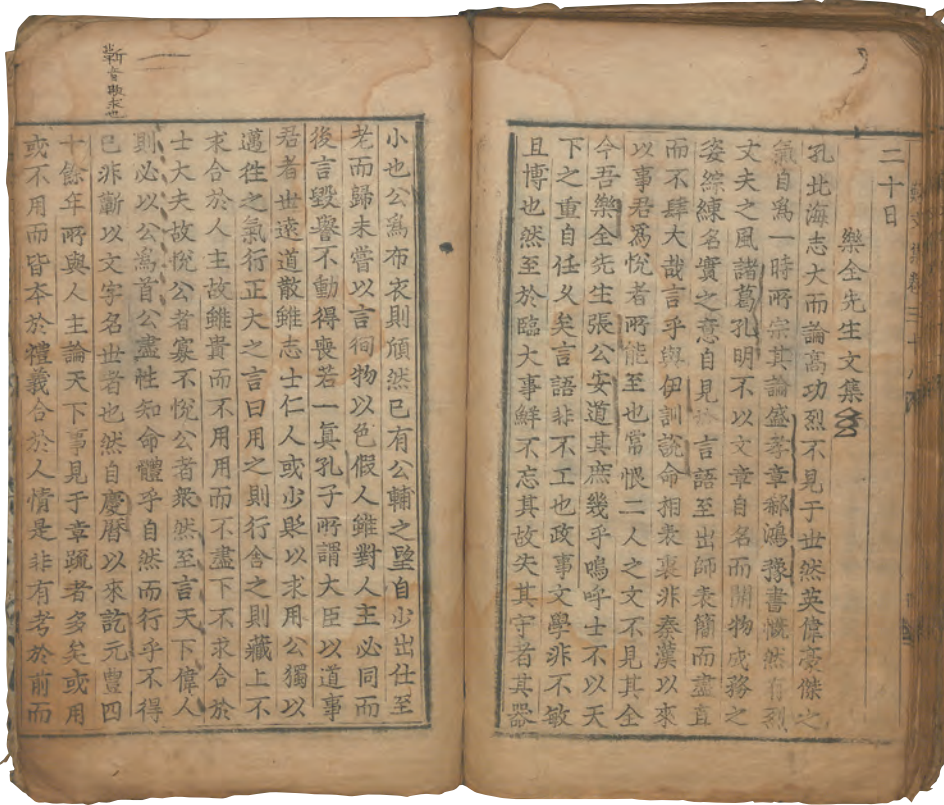 二十日
樂全先生文集叙
孔北海志大而論高功烈不見于世然英偉豪傑之
氣自爲一時所宗其論盛孝章郗鴻豫書慨然有烈
丈夫之風諸葛孔明不以文章自名而開物成務之
姿綜練名實之意自見於言語至出師表簡而盡直
而不肆大哉言乎與伊訓說命相表裏非秦漢以來
以事君爲悅者所能至也常恨二人之文不見其全
今吾樂全先生張公安道其庶幾乎嗚呼士不以天
下之重自任久矣言語非不工也政事文學非不敏
且博也然至於臨大事鮮不忘其故失其守者其器
小也公爲布衣則頎然已有公輔之望自少出仕至
老而歸未嘗以言徇物以色假人雖對人主必同而
後言毀譽不動得喪若一真孔子所謂大臣以道事
君者世遠道散雖志士仁人或少貶以求用公獨以
邁徃之氣行正大之言曰用之則行舍之則藏上不
求合於人主故雖貴而不用用而不盡下不求合於
士大夫故悅公者寡不悅公者衆然至言天下偉人
則必以公爲首公盡性知命體乎自然而行乎不得
已非蘄以文字名世者也然自慶曆以來訖元豐四
十餘年所與人主論天下事見于章疏者多矣或用
或不用而皆本於禮義合於人情是非有考於前而